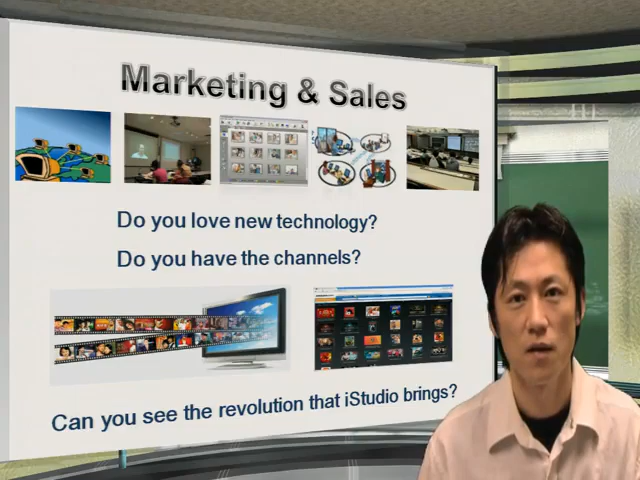 Marketing & Sales
Do you love new technology?
Do you have the channels?
Can you see the revolution that iStudio brings?